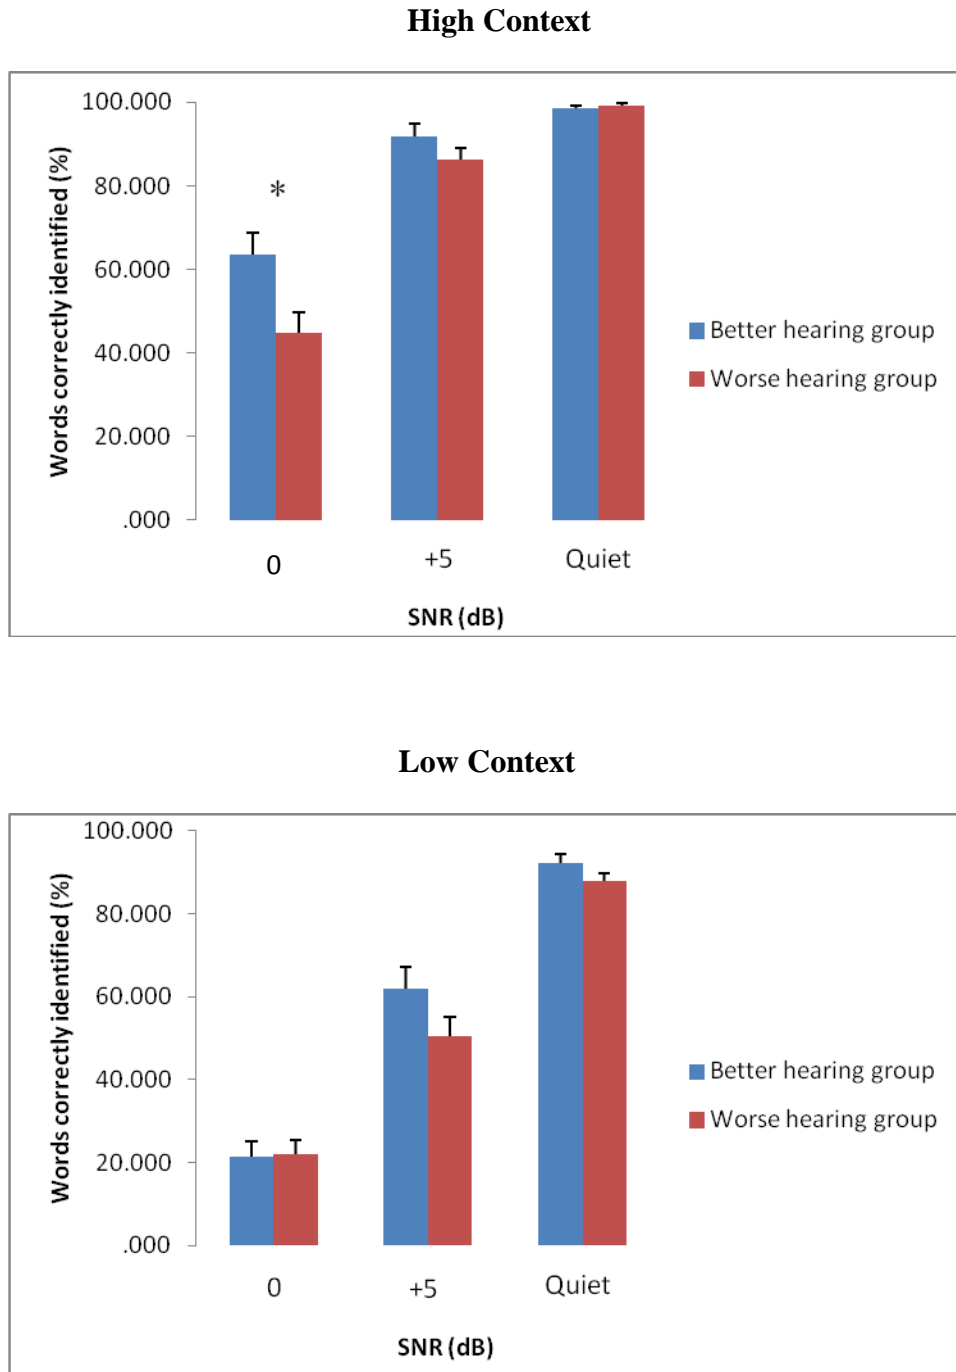 High Context
100.000
80.000
60.000
40.000
20.000
.000
Words correctly identified (%)
*
0
+5
Quiet
SNR (dB)
Better hearing group
Worse hearing group
Low Context
100.000
80.000
60.000
40.000
20.000
.000
Words correctly identified (%)
0
+5
Quiet
SNR (dB)
Better hearing group
Worse hearing group